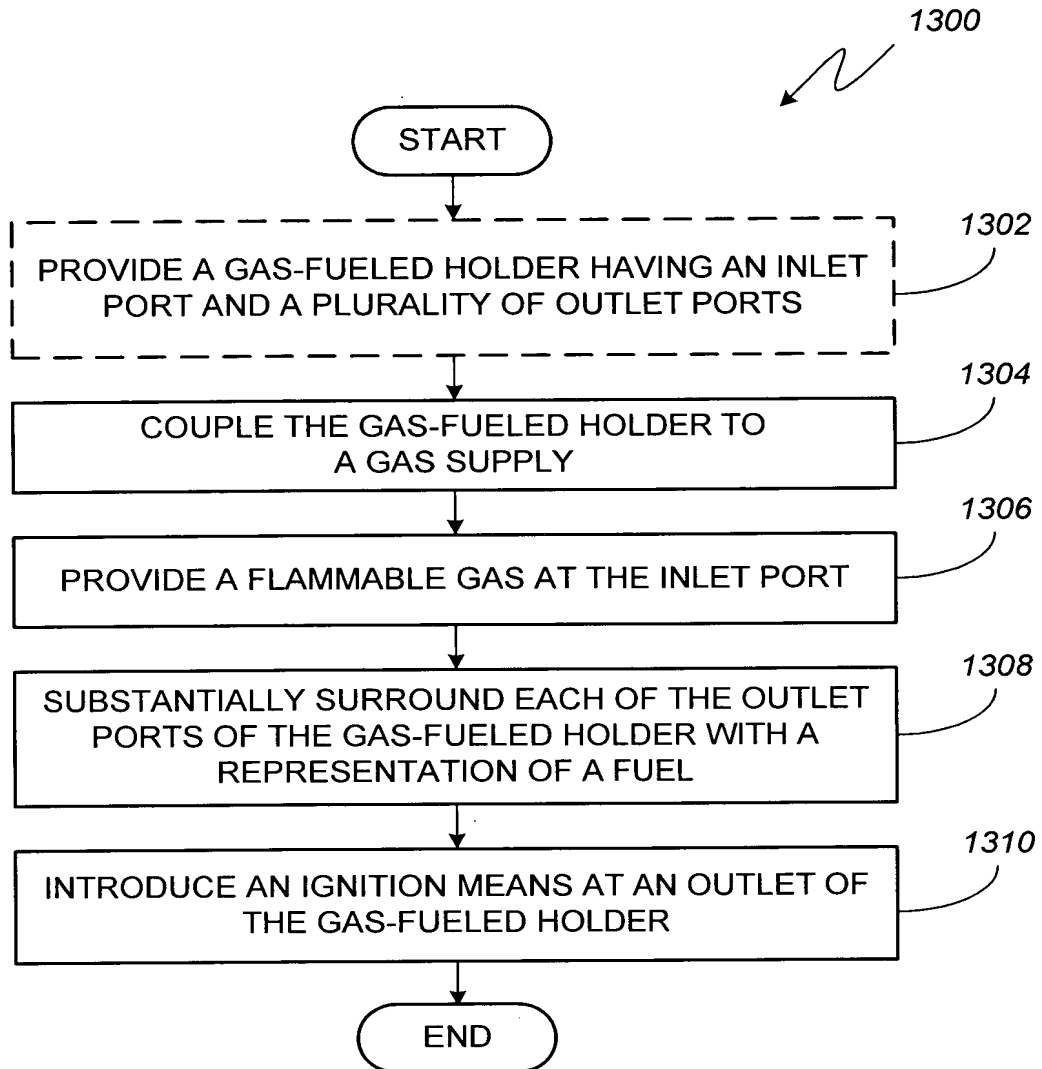 1300
START
1302
PROVIDE A GAS-FUELED HOLDER HAVING AN INLET
PORT AND A PLURALITY OF OUTLET PORTS
1304
COUPLE THE GAS-FUELED HOLDER TO
A GAS SUPPLY
1306
PROVIDE A FLAMMABLE GAS AT THE INLET PORT
1308
SUBSTANTIALLY SURROUND EACH OF THE OUTLET
PORTS OF THE GAS-FUELED HOLDER WITH A
REPRESENTATION OF A FUEL
1310
INTRODUCE AN IGNITION MEANS AT AN OUTLET OF
THE GAS-FUELED HOLDER
END